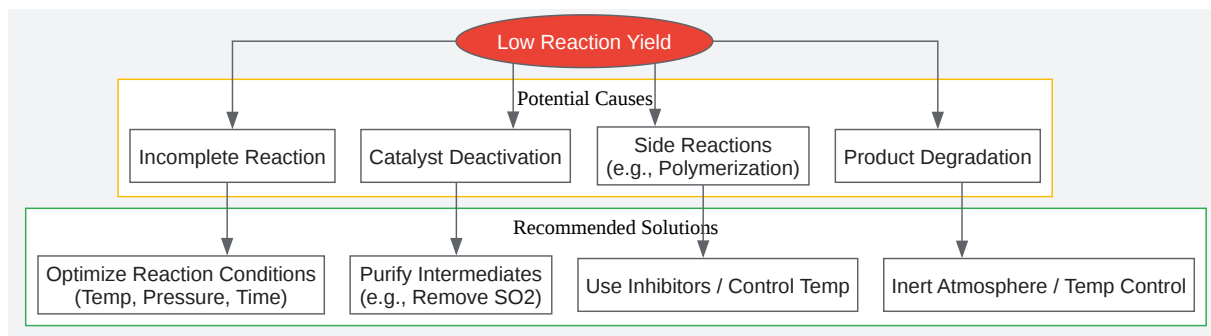 Low Reaction Yield
Potential Causes
Incomplete Reaction
Catalyst Deactivation
Side Reactions
(e.g., Polymerization)
Product Degradation
Recommended Solutions
Optimize Reaction Conditions
(Temp, Pressure, Time)
Purify Intermediates
(e.g., Remove SO2)
Use Inhibitors / Control Temp
Inert Atmosphere / Temp Control